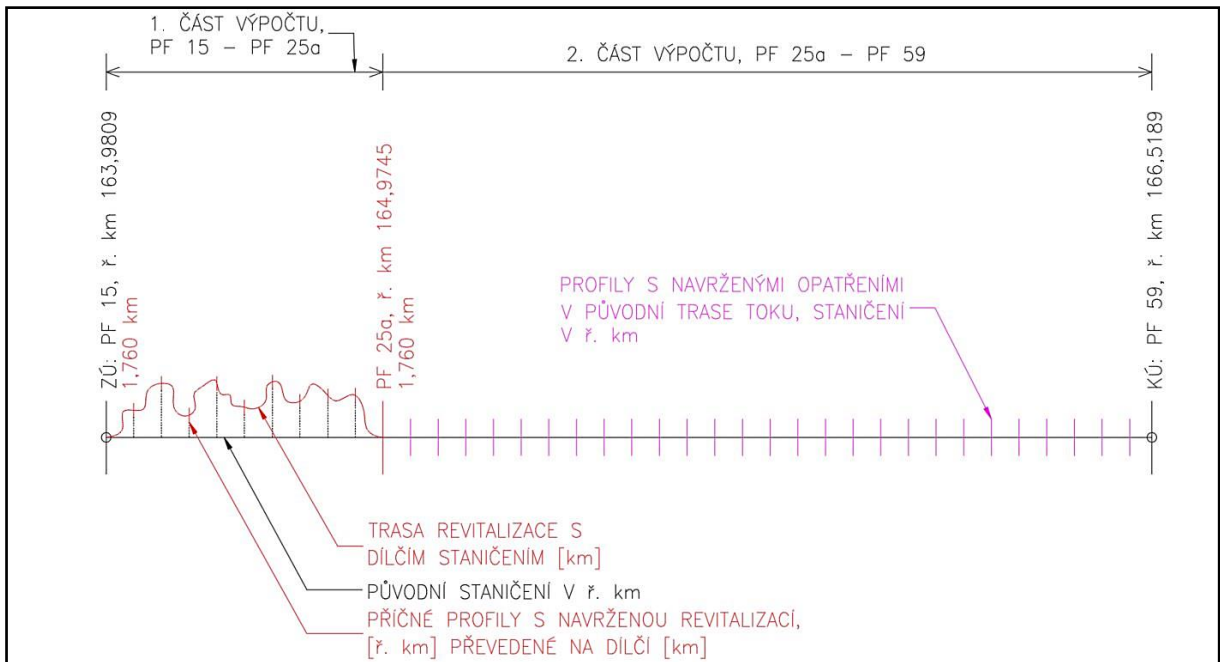 1. ČÁST VÝPOČTU,
PF 15 – PF 25a
2. ČÁST VÝPOČTU, PF 25a – PF 59
ZÚ: PF 15, ř. km 163,9809
1,760 km
PF 25a, ř. km 164,9745
1,760 km
KÚ: PF 59, ř. km 166,5189
PROFILY S NAVRŽENÝMI OPATŘENÍMI
V PŮVODNÍ TRASE TOKU, STANIČENÍ
V ř. km
TRASA REVITALIZACE S
DÍLČÍM STANIČENÍM [km]
PŮVODNÍ STANIČENÍ V ř. km
PŘÍČNÉ PROFILY S NAVRŽENOU REVITALIZACÍ,
[ř. km] PŘEVEDENÉ NA DÍLČÍ [km]